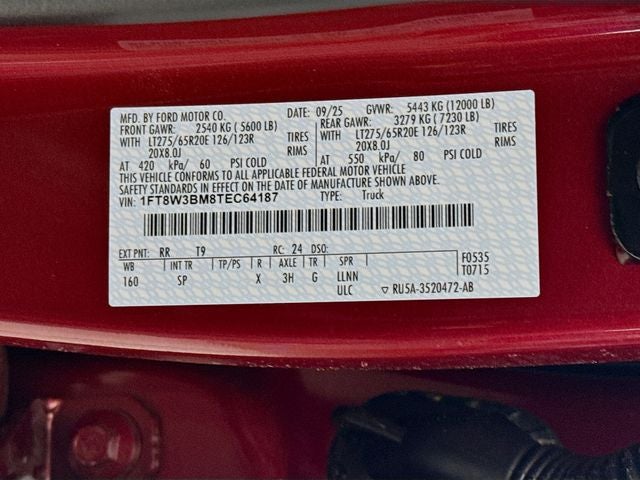 MFD. BY FORD MOTOR CO. DATE: 09/25 GVWR: 5443 KG (12000 LB)
FRONT GAWR: 2540 KG (5600 LB) REAR GAWR: 3279 KG (7230 LB)
WITH LT275/65R20E 126/123R TIRES WITH LT275/65R20E 126/123R TIRES
20X8.0J RIMS 20X8.0J RIMS
AT 420 kPa/ 60 PSI COLD AT 550 kPa/ 80 PSI COLD
THIS VEHICLE CONFORMS TO ALL APPLICABLE FEDERAL MOTOR VEHICLE
SAFETY STANDARDS IN EFFECT ON THE DATE OF MANUFACTURE SHOWN ABOVE.
VIN: 1FT8W3BM8TEC64187 TYPE: Truck
EXT PNT: RR T9 RC: 24 DSO: F0535
WB INT TR TP/PS R AXLE TR SPR T0715
160 SP X 3H G LLNN
ULC ▽ RU5A-3520472-AB